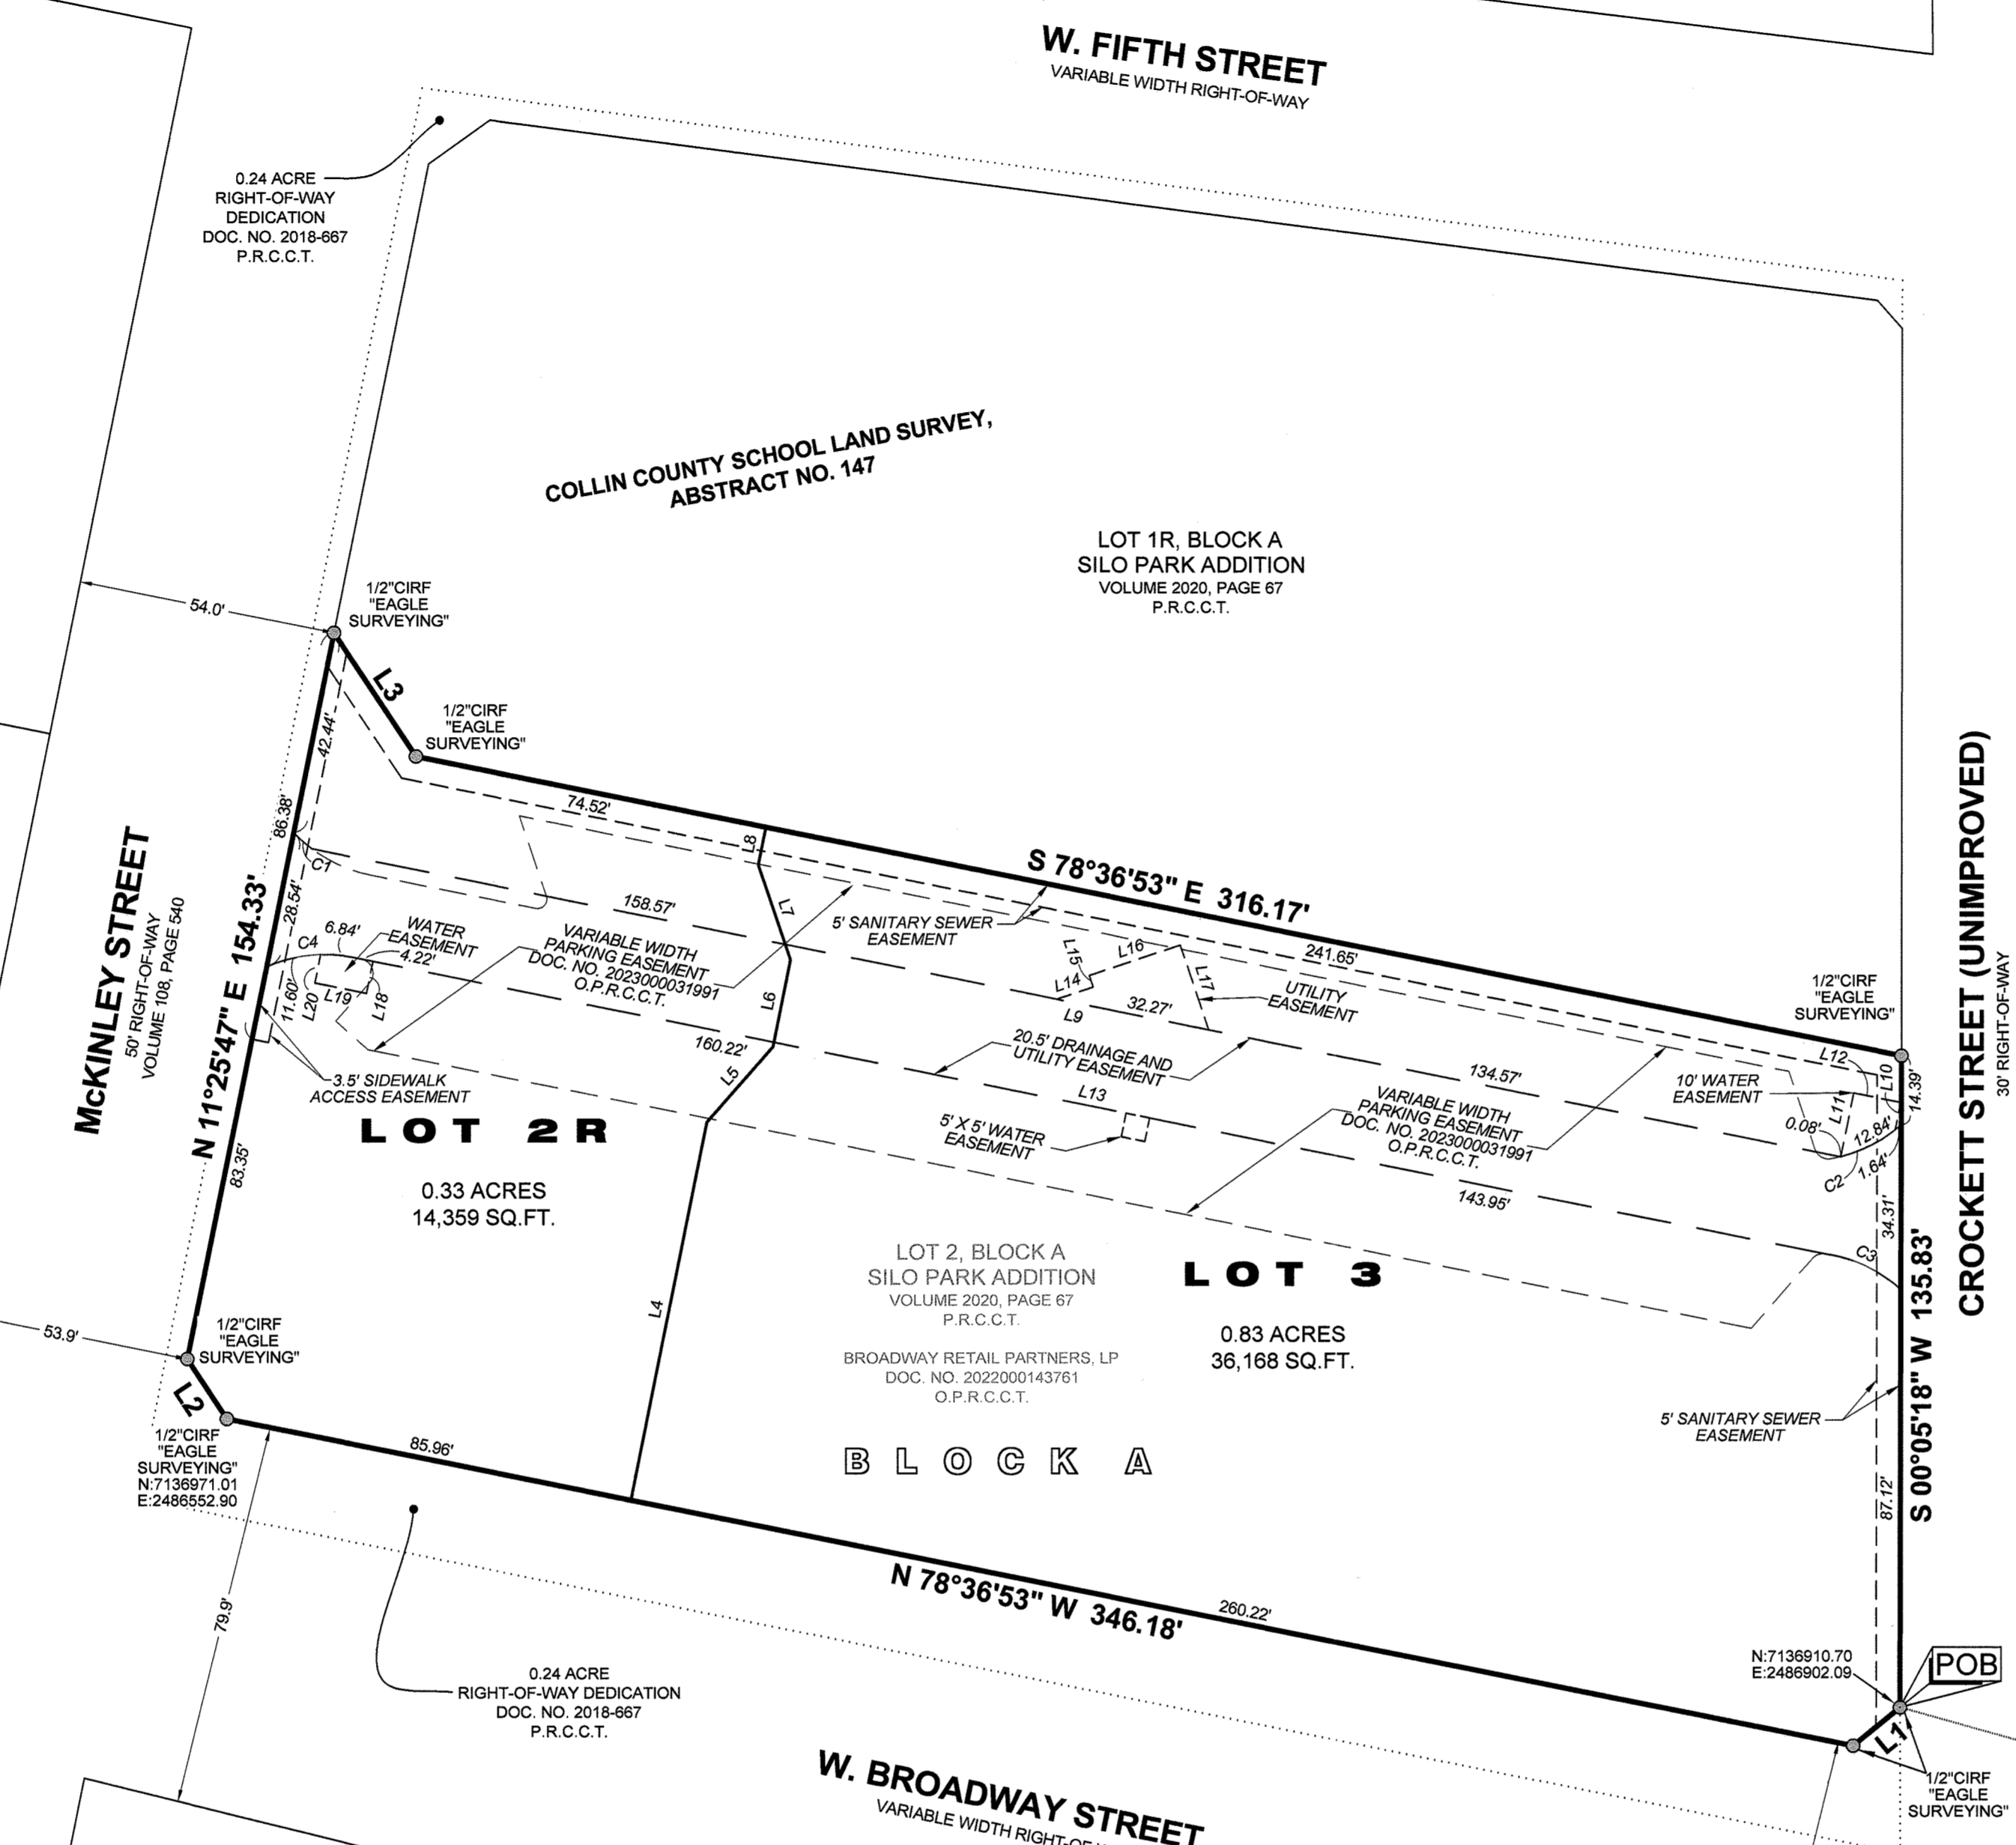 W. FIFTH STREET
VARIABLE WIDTH RIGHT-OF-WAY
0.24 ACRE
RIGHT-OF-WAY
DEDICATION
DOC. NO. 2018-667
P.R.C.C.T.
COLLIN COUNTY SCHOOL LAND SURVEY,
ABSTRACT NO. 147
LOT 1R, BLOCK A
SILO PARK ADDITION
VOLUME 2020, PAGE 67
P.R.C.C.T.
54.0'
1/2"CIRF
"EAGLE
SURVEYING"
L3
1/2"CIRF
"EAGLE
SURVEYING"
42.44'
86.38'
74.52'
L8
S 78°36'53" E 316.17'
241.65'
1/2"CIRF
"EAGLE
SURVEYING"
CROCKETT STREET (UNIMPROVED)
30' RIGHT-OF-WAY
McKINLEY STREET
50' RIGHT-OF-WAY
VOLUME 108, PAGE 540
N 11°25'47" E 154.33'
C1
28.54'
158.57'
L7
5' SANITARY SEWER
EASEMENT
C4
6.84'
WATER
EASEMENT
4.22'
VARIABLE WIDTH
PARKING EASEMENT
DOC. NO. 2023000031991
O.P.R.C.C.T.
11.60'
L20
L19
L18
L6
L15
L16
L14
L17
32.27'
L9
UTILITY
EASEMENT
160.22'
L5
20.5' DRAINAGE AND
UTILITY EASEMENT
134.57'
L12
L10
14.39'
10' WATER
EASEMENT
L11
0.08'
12.84'
1.64'
C2
3.5' SIDEWALK
ACCESS EASEMENT
L13
5' X 5' WATER
EASEMENT
VARIABLE WIDTH
PARKING EASEMENT
DOC. NO. 2023000031991
O.P.R.C.C.T.
143.95'
34.31'
C3
LOT 2R
0.33 ACRES
14,359 SQ.FT.
83.35'
LOT 2, BLOCK A
SILO PARK ADDITION
VOLUME 2020, PAGE 67
P.R.C.C.T.
BROADWAY RETAIL PARTNERS, LP
DOC. NO. 2022000143761
O.P.R.C.C.T.
LOT 3
0.83 ACRES
36,168 SQ.FT.
S 00°05'18" W 135.83'
L4
53.9'
1/2"CIRF
"EAGLE
SURVEYING"
L2
1/2"CIRF
"EAGLE
SURVEYING"
N:7136971.01
E:2486552.90
85.96'
BLOCK A
5' SANITARY SEWER
EASEMENT
87.12'
N 78°36'53" W 346.18'
260.22'
79.9'
0.24 ACRE
RIGHT-OF-WAY DEDICATION
DOC. NO. 2018-667
P.R.C.C.T.
N:7136910.70
E:2486902.09
POB
L1
1/2"CIRF
"EAGLE
SURVEYING"
W. BROADWAY STREET
VARIABLE WIDTH